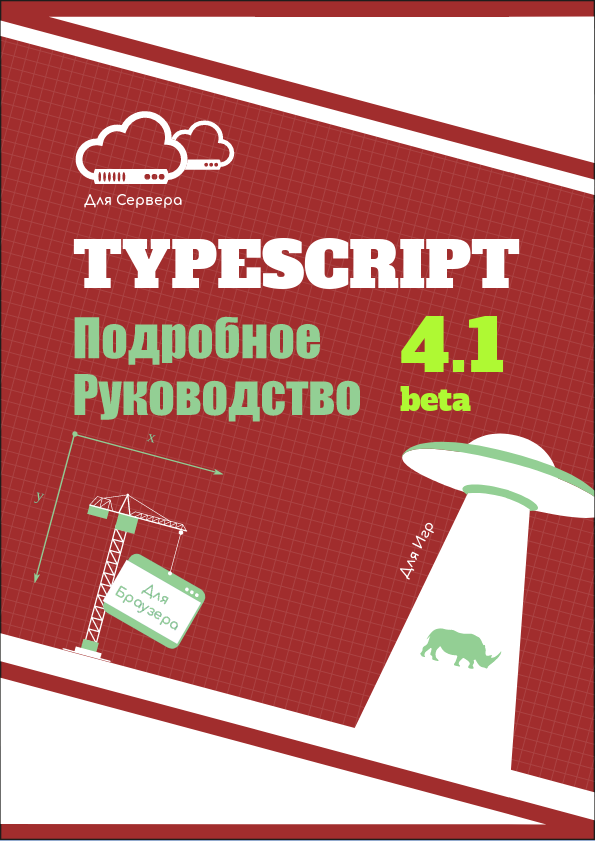 Для Сервера
TYPESCRIPT
Подробное
Руководство
4.1
beta
x
y
Для Игр
Для
Браузера